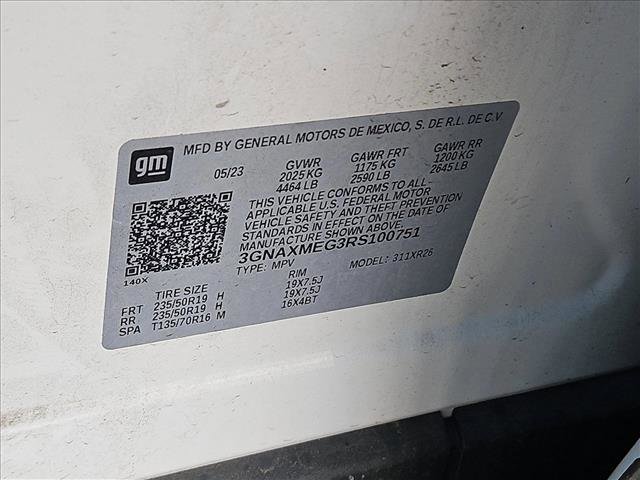 gm
MFD BY GENERAL MOTORS DE MEXICO, S. DE R.L. DE C.V
05/23 GVWR GAWR FRT GAWR RR
2025 KG 1175 KG 1200 KG
4464 LB 2590 LB 2645 LB
THIS VEHICLE CONFORMS TO ALL
APPLICABLE U.S. FEDERAL MOTOR
VEHICLE SAFETY AND THEFT PREVENTION
STANDARDS IN EFFECT ON THE DATE OF
MANUFACTURE SHOWN ABOVE.
3GNAXMEG3RS100751
TYPE: MPV MODEL: 311XR26
140X
TIRE SIZE RIM
FRT 235/50R19 H 19X7.5J
RR 235/50R19 H 19X7.5J
SPA T135/70R16 M 16X4BT